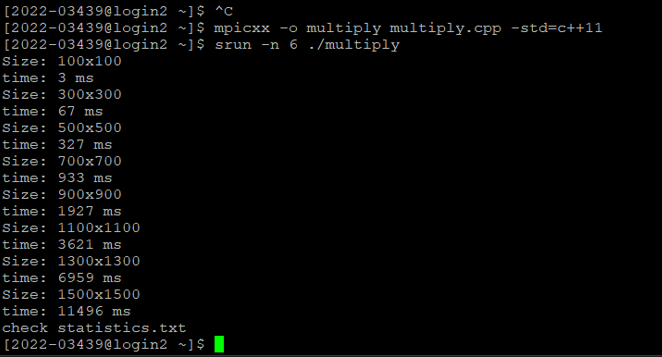 [2022-03439@login2 ~]$ ^C
[2022-03439@login2 ~]$ mpicxx -o multiply multiply.cpp -std=c++11
[2022-03439@login2 ~]$ srun -n 6 ./multiply
Size: 100x100
time: 3 ms
Size: 300x300
time: 67 ms
Size: 500x500
time: 327 ms
Size: 700x700
time: 933 ms
Size: 900x900
time: 1927 ms
Size: 1100x1100
time: 3621 ms
Size: 1300x1300
time: 6959 ms
Size: 1500x1500
time: 11496 ms
check statistics.txt
[2022-03439@login2 ~]$